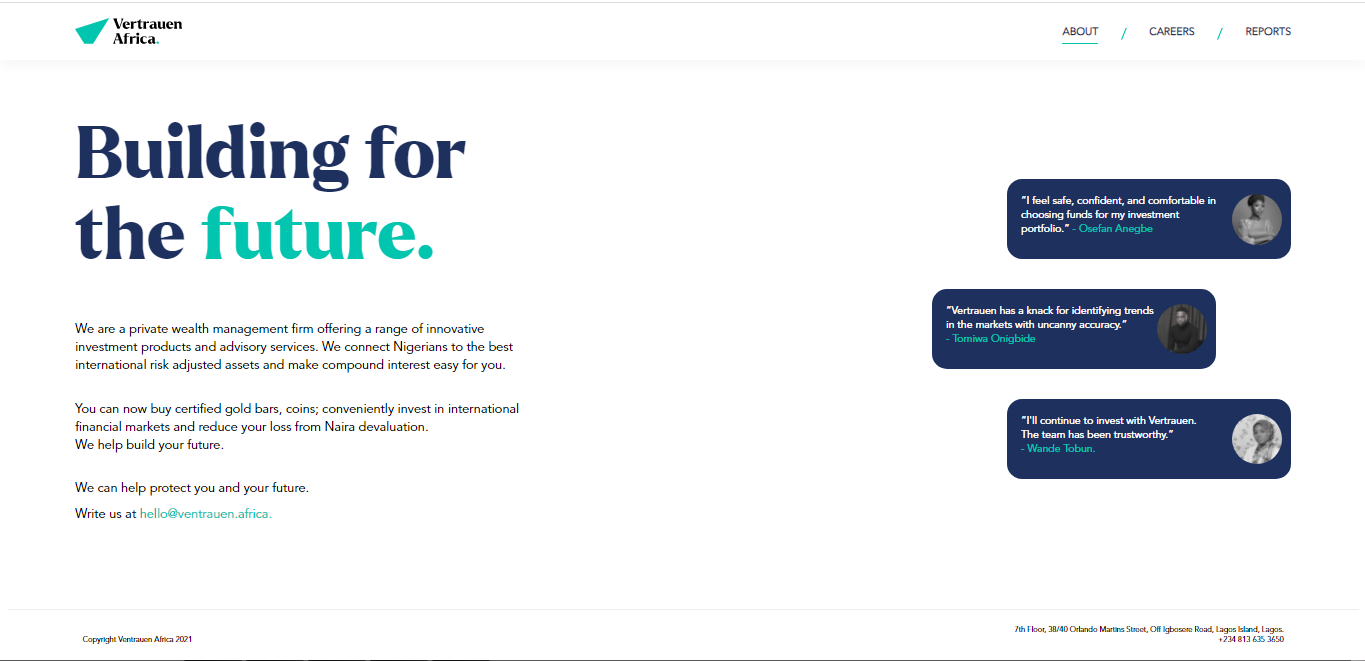 Vertrauen
Africa.
ABOUT / CAREERS / REPORTS
Building for
the future.
We are a private wealth management firm offering a range of innovative
investment products and advisory services. We connect Nigerians to the best
international risk adjusted assets and make compound interest easy for you.
You can now buy certified gold bars, coins; conveniently invest in international
financial markets and reduce your loss from Naira devaluation.
We help build your future.
We can help protect you and your future.
Write us at hello@ventrauen.africa.
"I feel safe, confident, and comfortable in
choosing funds for my investment
portfolio." - Osefan Anegbe
"Vertrauen has a knack for identifying trends
in the markets with uncanny accuracy."
- Tomiwa Onigbide
"I'll continue to invest with Vertrauen.
The team has been trustworthy."
- Wande Tobun.
Copyright Ventrauen Africa 2021
7th Floor, 38/40 Orlando Martins Street, Off Igbosere Road, Lagos Island, Lagos.
+234 813 635 3650